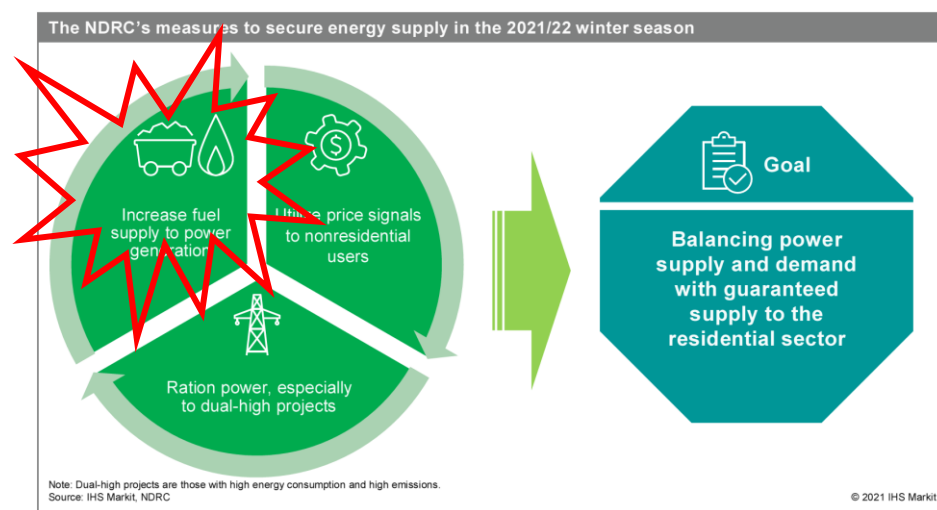 The NDRC's measures to secure energy supply in the 2021/22 winter season
$
Increase fuel
supply to power
generation
Utilize price signals
to nonresidential
users
Ration power, especially
to dual-high projects
Goal
Balancing power
supply and demand
with guaranteed
supply to the
residential sector
Note: Dual-high projects are those with high energy consumption and high emissions.
Source: IHS Markit, NDRC
© 2021 IHS Markit